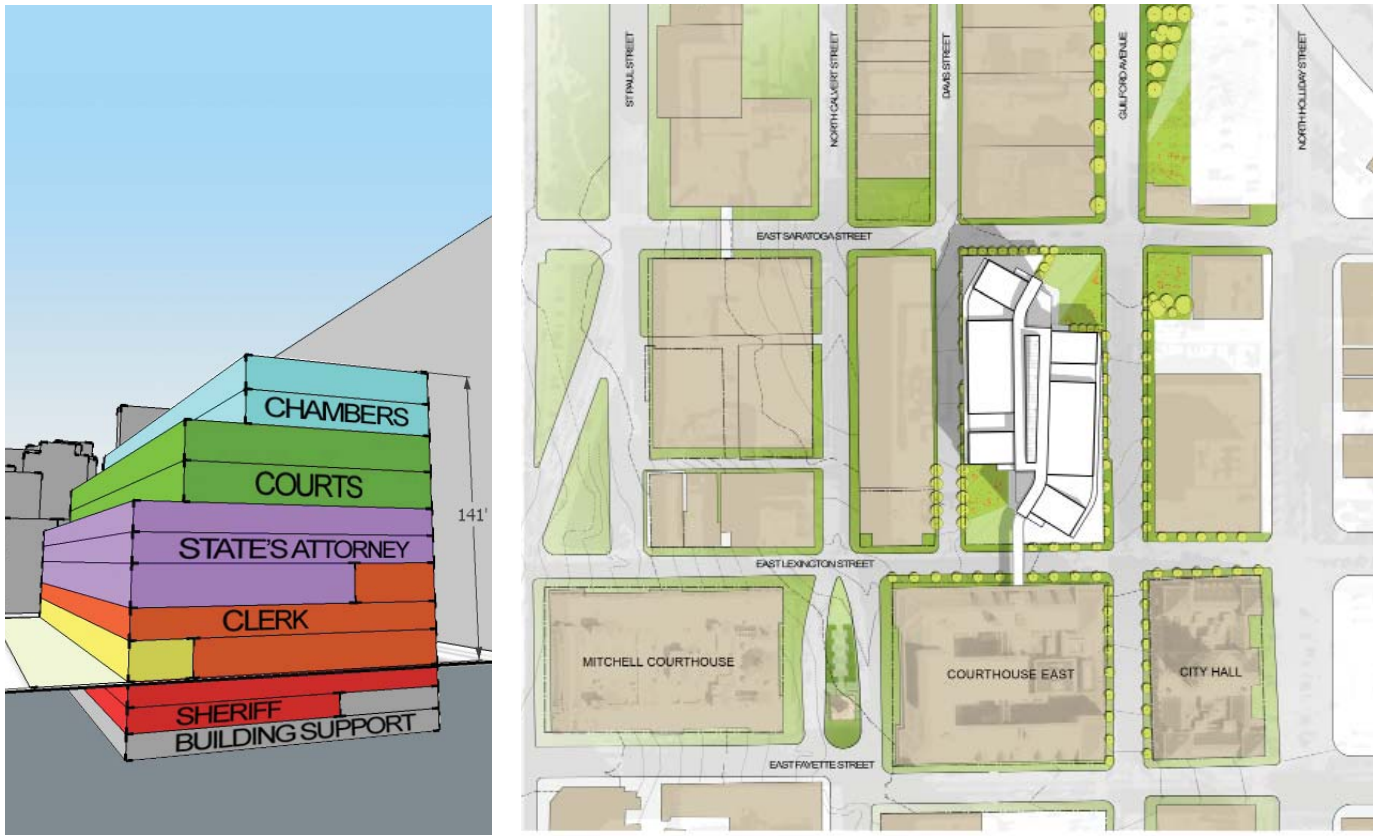 CHAMBERS
COURTS
141'
STATE'S ATTORNEY
CLERK
SHERIFF
BUILDING SUPPORT
ST PAUL STREET
NORTH CALVERT STREET
DAVIS STREET
GUILFORD AVENUE
NORTH HOLLIDAY STREET
EAST SARATOGA STREET
EAST LEXINGTON STREET
MITCHELL COURTHOUSE
COURTHOUSE EAST
CITY HALL
EAST FAYETTE STREET